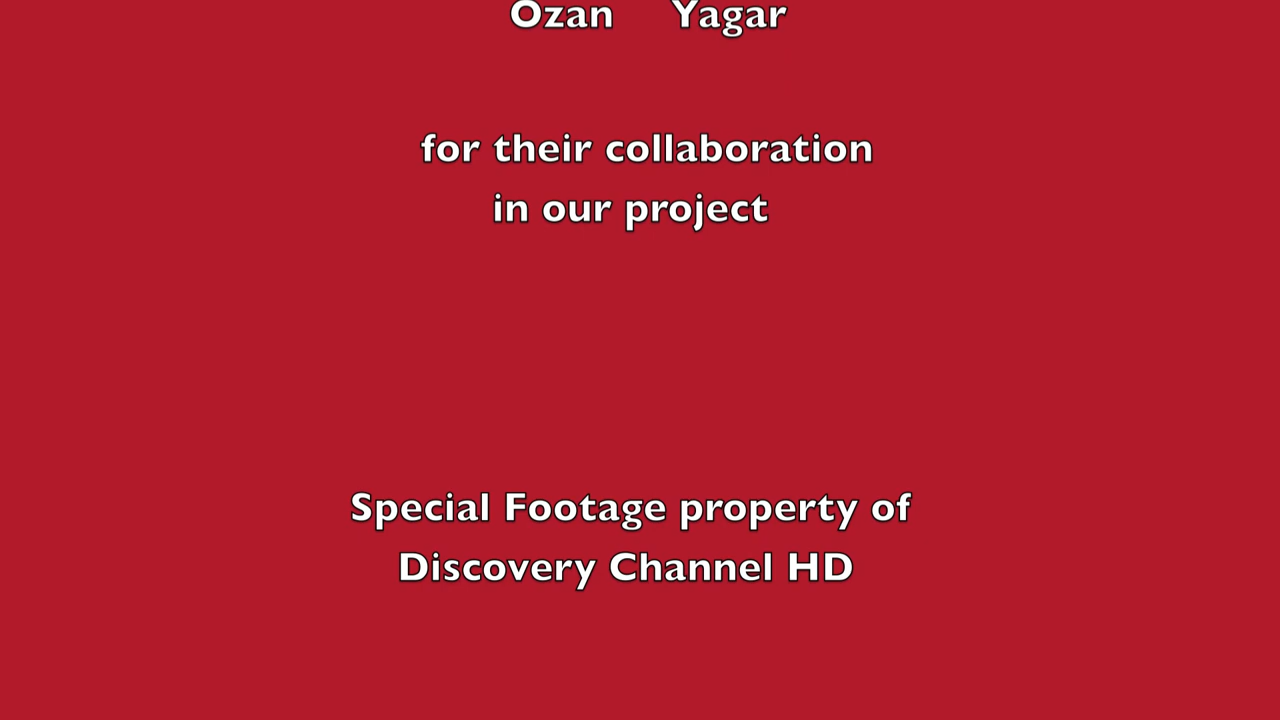 Ozan Yagar
for their collaboration
in our project
Special Footage property of
Discovery Channel HD